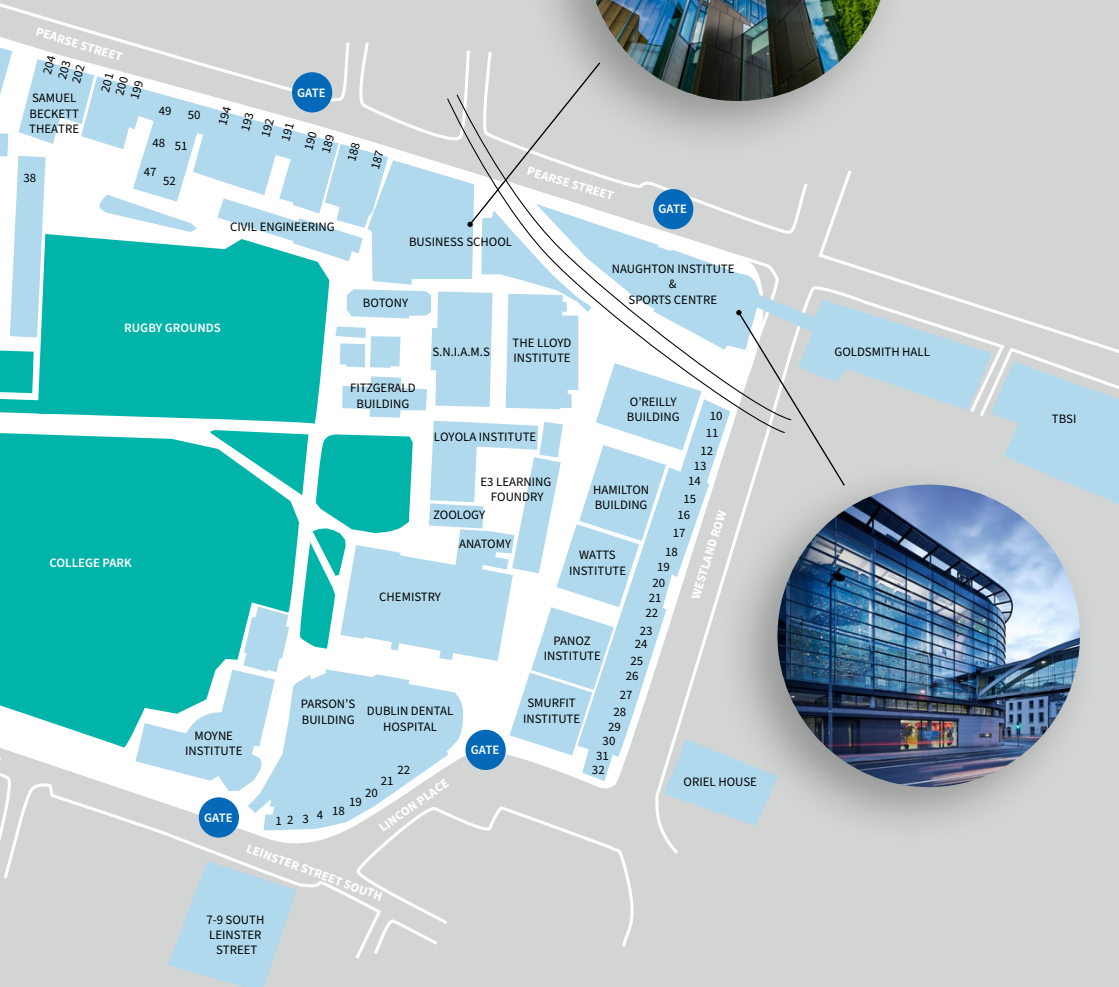 PEARSE STREET
204
203
202
201
200
199
SAMUEL
BECKETT
THEATRE
GATE
49
50
48
51
47
52
194
193
192
191
190
189
188
187
38
CIVIL ENGINEERING
BUSINESS SCHOOL
PEARSE STREET
GATE
NAUGHTON INSTITUTE
&
SPORTS CENTRE
BOTONY
RUGBY GROUNDS
S.N.I.A.M.S
THE LLOYD
INSTITUTE
GOLDSMITH HALL
TBSI
FITZGERALD
BUILDING
O’REILLY
BUILDING
LOYOLA INSTITUTE
E3 LEARNING
FOUNDRY
ZOOLOGY
ANATOMY
HAMILTON
BUILDING
WATTS
INSTITUTE
10
11
12
13
14
15
16
17
18
19
20
21
22
23
24
25
26
27
28
29
30
31
32
WESTLAND ROW
COLLEGE PARK
CHEMISTRY
PANOZ
INSTITUTE
SMURFIT
INSTITUTE
PARSON’S
BUILDING
DUBLIN DENTAL
HOSPITAL
MOYNE
INSTITUTE
GATE
ORIEL HOUSE
1
2
3
4
18
19
20
21
22
LINCON PLACE
GATE
LEINSTER STREET SOUTH
7-9 SOUTH
LEINSTER
STREET